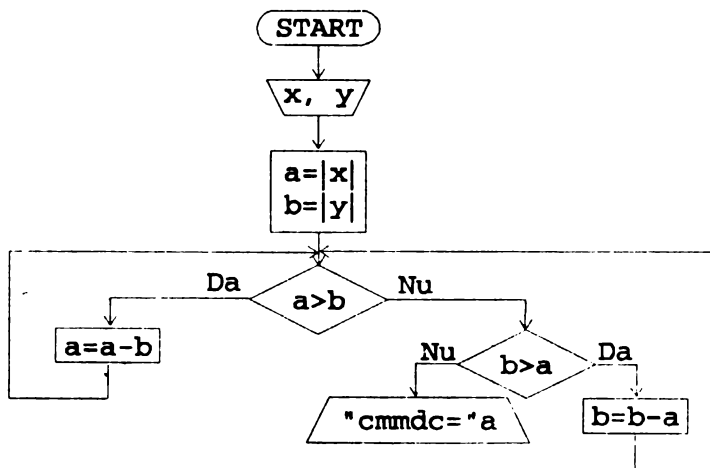 START
x, y
a=|x|
b=|y|
Da
a>b
Nu
a=a-b
Nu
b>a
Da
"cmmdc="a
b=b-a